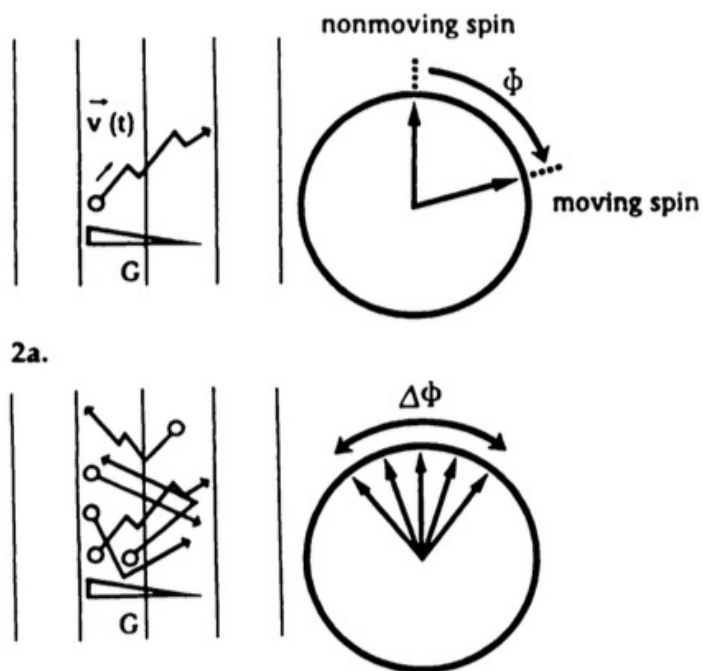 nonmoving spin
Φ
v (t)
moving spin
G
2a.
ΔΦ
G